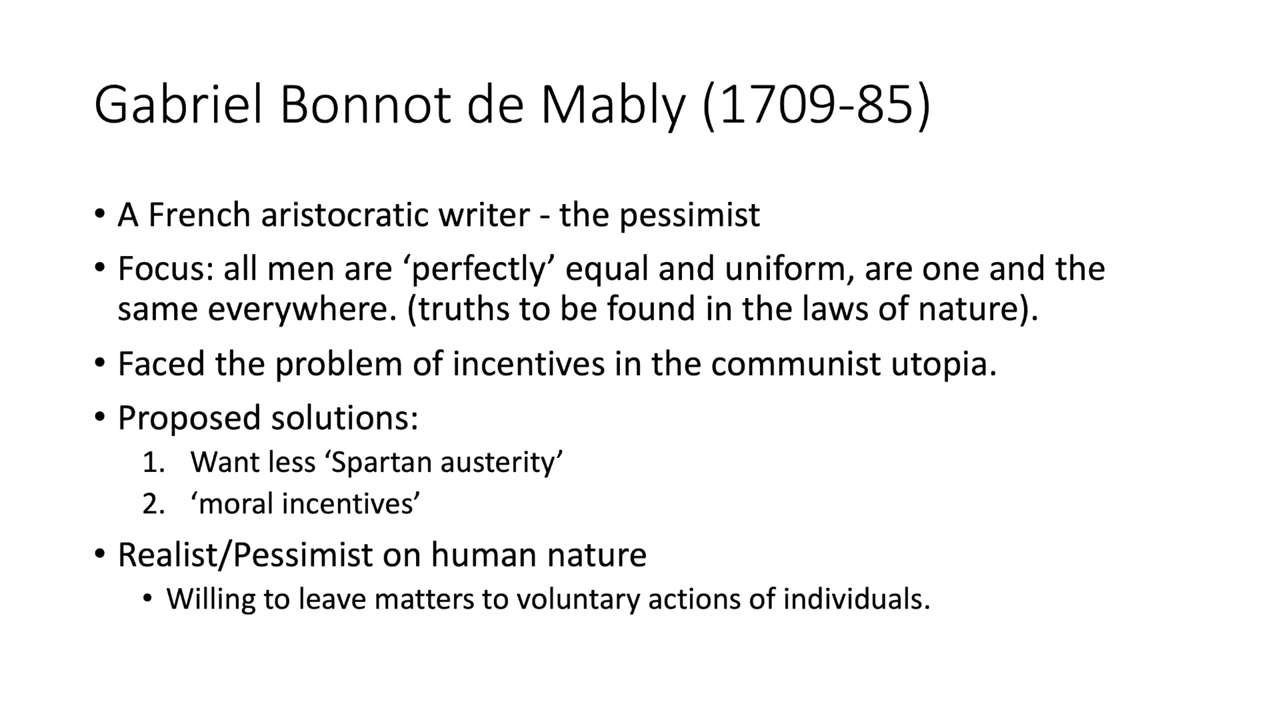 Gabriel Bonnot de Mably (1709-85)
• A French aristocratic writer - the pessimist
• Focus: all men are ‘perfectly’ equal and uniform, are one and the
same everywhere. (truths to be found in the laws of nature).
• Faced the problem of incentives in the communist utopia.
• Proposed solutions:
1. Want less ‘Spartan austerity’
2. ‘moral incentives’
• Realist/Pessimist on human nature
• Willing to leave matters to voluntary actions of individuals.